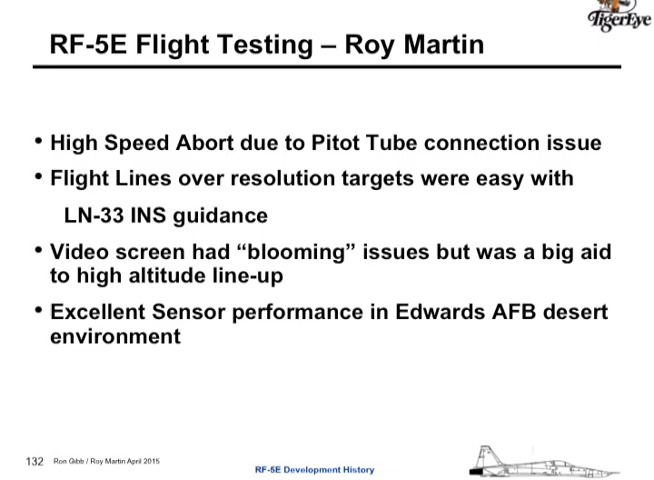 TigerEye
RF-5E Flight Testing – Roy Martin
• High Speed Abort due to Pitot Tube connection issue
• Flight Lines over resolution targets were easy with
LN-33 INS guidance
• Video screen had “blooming” issues but was a big aid
to high altitude line-up
• Excellent Sensor performance in Edwards AFB desert
environment
132 Ron Gibb / Roy Martin April 2015
RF-5E Development History